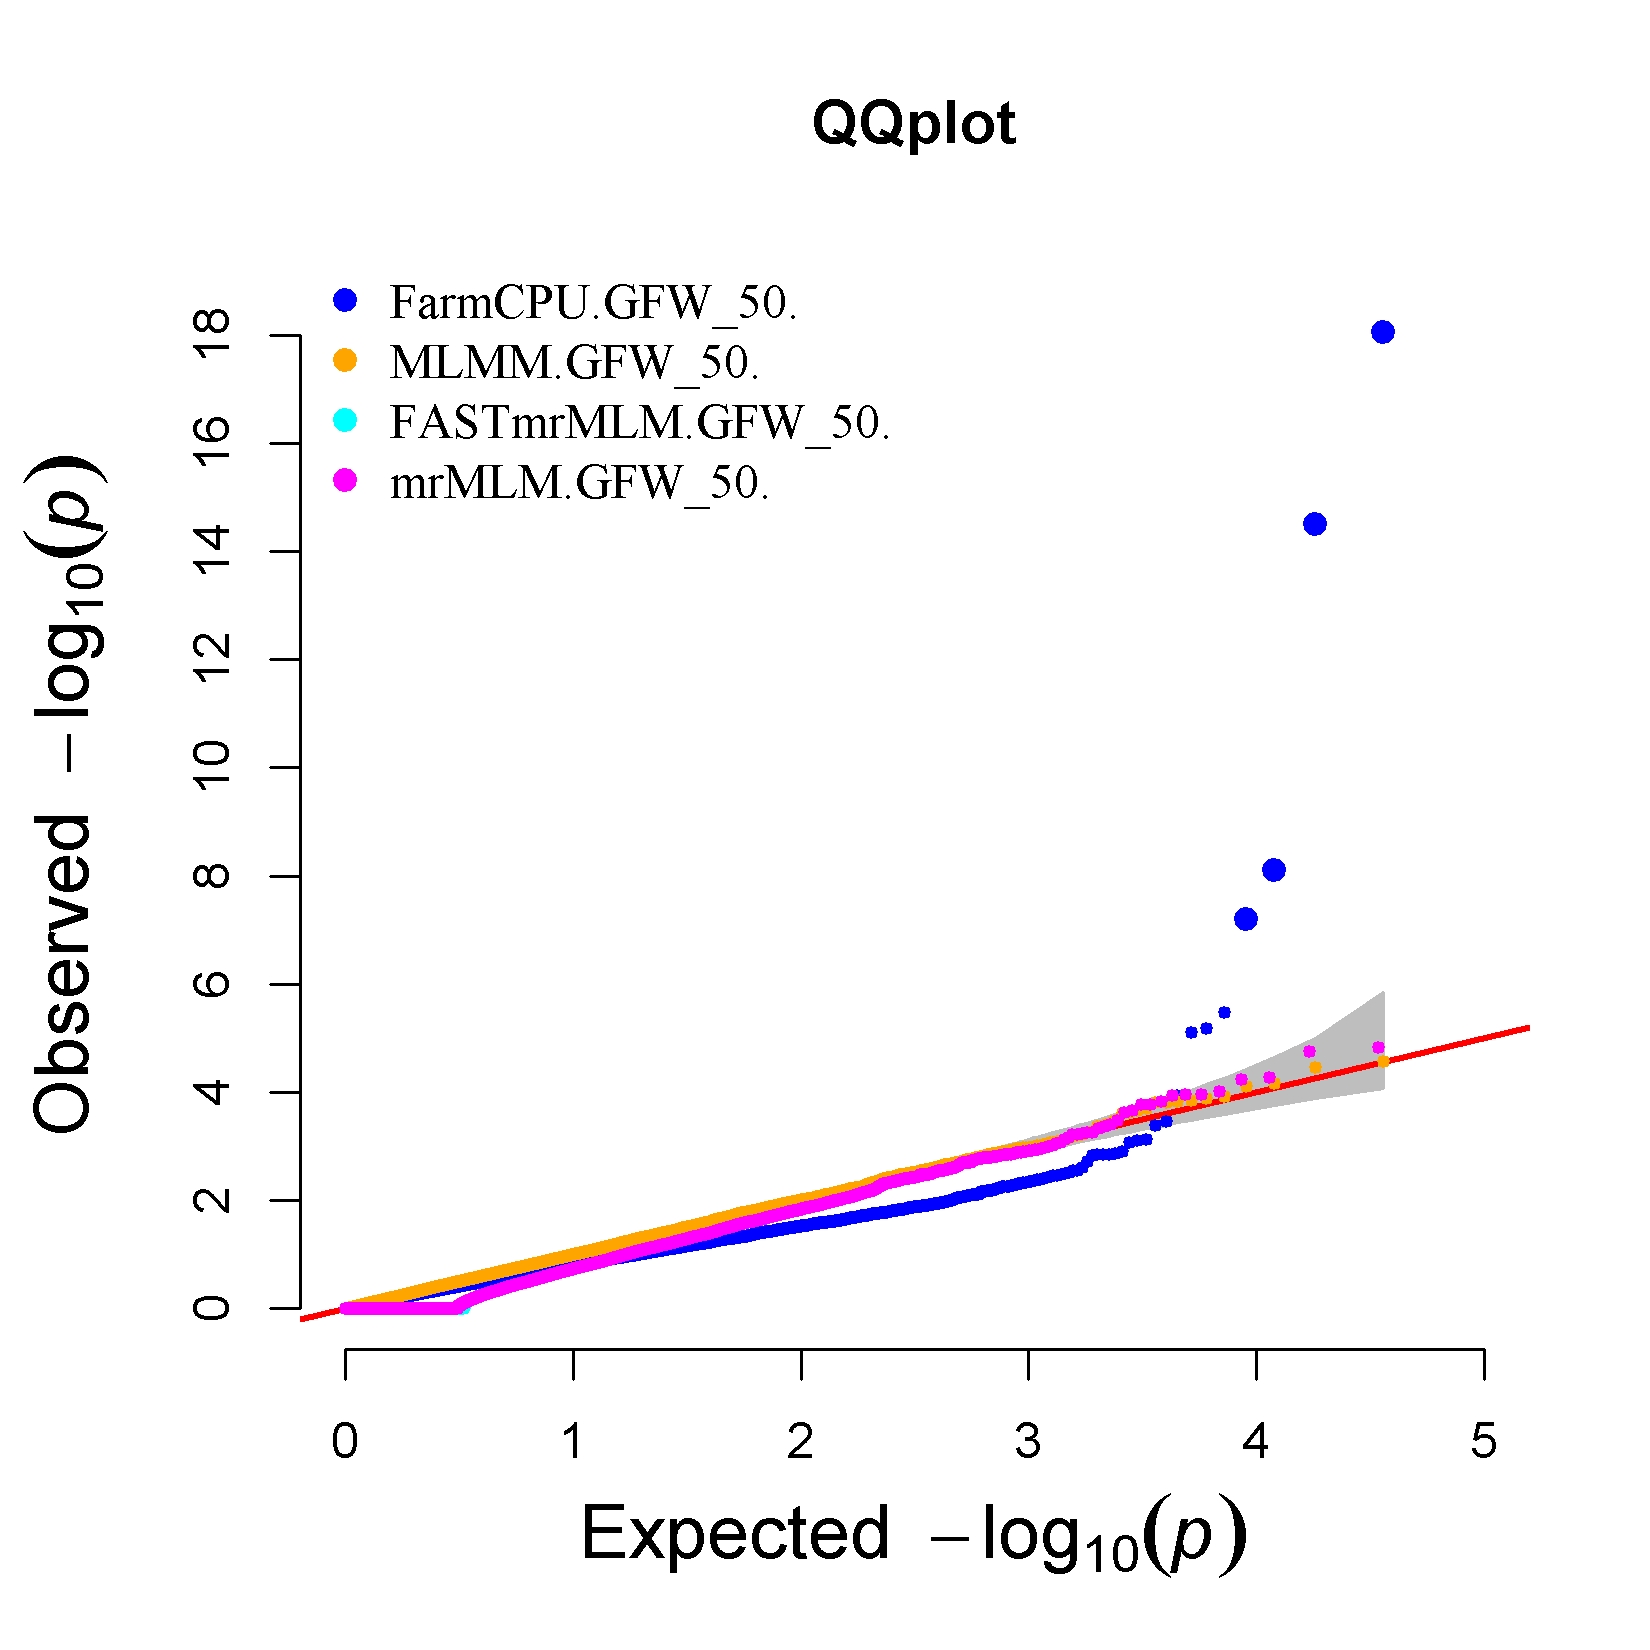 QQplot
FarmCPU.GFW_50.
MLMM.GFW_50.
FASTmrMLM.GFW_50.
mrMLM.GFW_50.
Observed −log10(p)
18
16
14
12
10
8
6
4
2
0
0 1 2 3 4 5
Expected −log10(p)